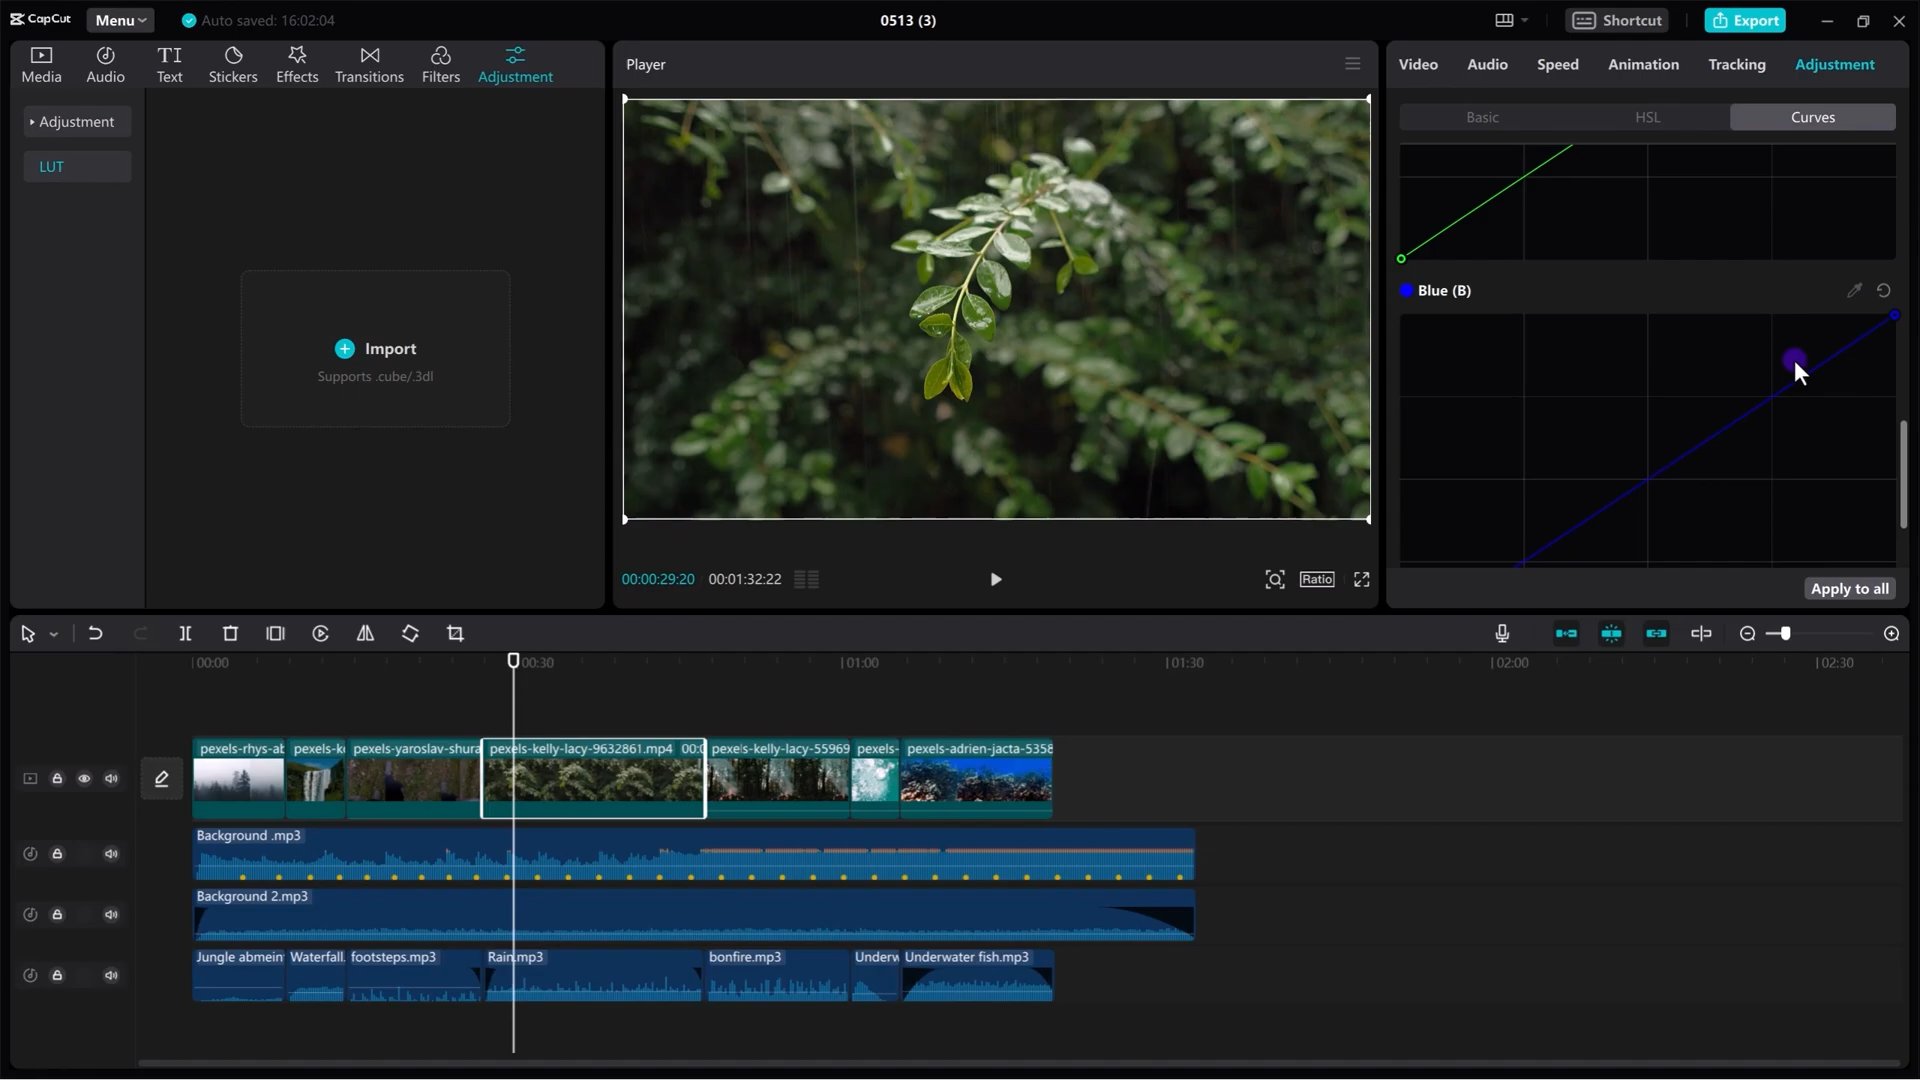 CapCut
Menu
Auto saved: 16:02:04
0513 (3)
Shortcut
Export
Media
Audio
Text
Stickers
Effects
Transitions
Filters
Adjustment
Player
Video
Audio
Speed
Animation
Tracking
Adjustment
Adjustment
LUT
Basic
HSL
Curves
Import
Supports .cube/.3dl
Blue (B)
00:00:29:20
00:01:32:22
Ratio
Apply to all
00:00
00:30
01:00
01:30
02:00
02:30
pexels-rhys-ab
pexels-k
pexels-yaroslav-shura
pexels-kelly-lacy-9632861.mp4
00:0
pexels-kelly-lacy-55969
pexels-
pexels-adrien-jacta-5358
Background .mp3
Background 2.mp3
Jungle abmein
Waterfall.
footsteps.mp3
Rain.mp3
bonfire.mp3
Underw
Underwater fish.mp3